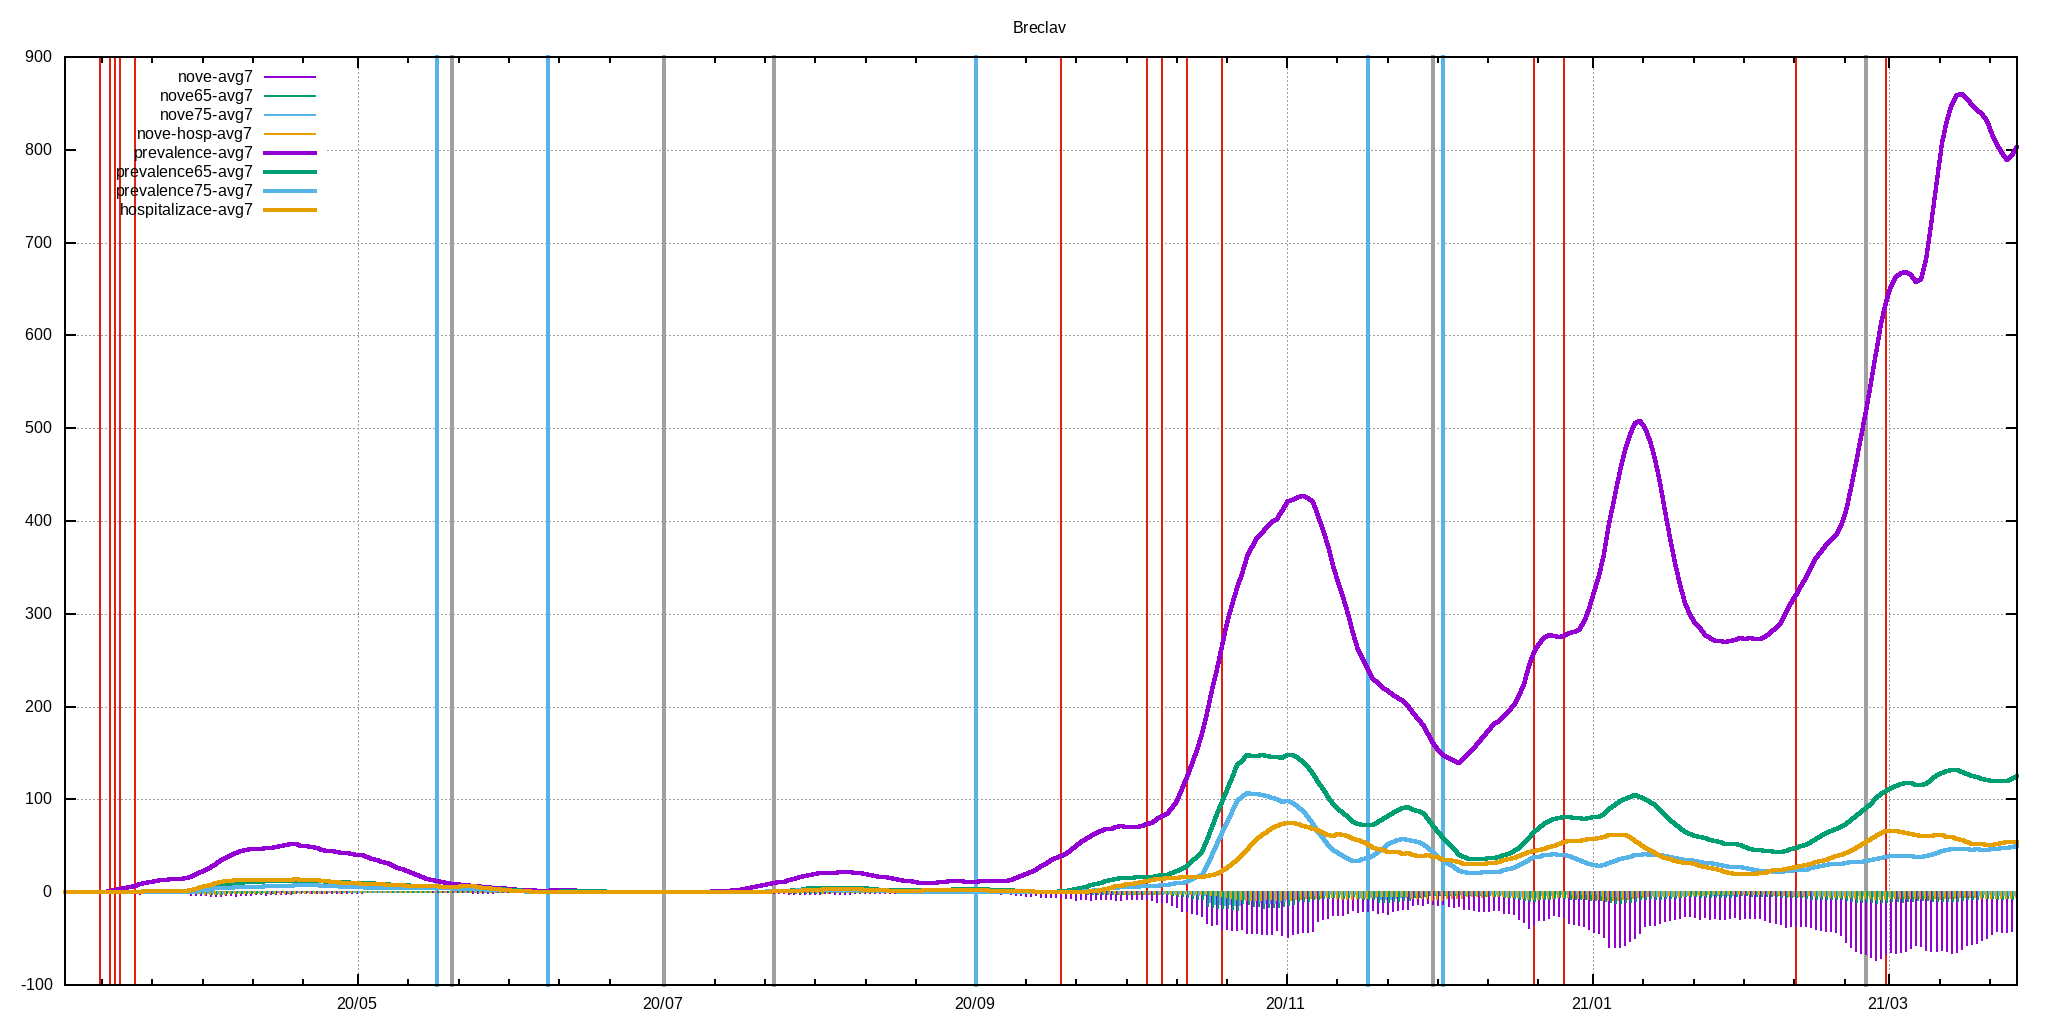 Breclav
900
800
700
600
500
400
300
200
100
0
-100
nove-avg7
nove65-avg7
nove75-avg7
nove-hosp-avg7
prevalence-avg7
prevalence65-avg7
prevalence75-avg7
hospitalizace-avg7
20/05
20/07
20/09
20/11
21/01
21/03